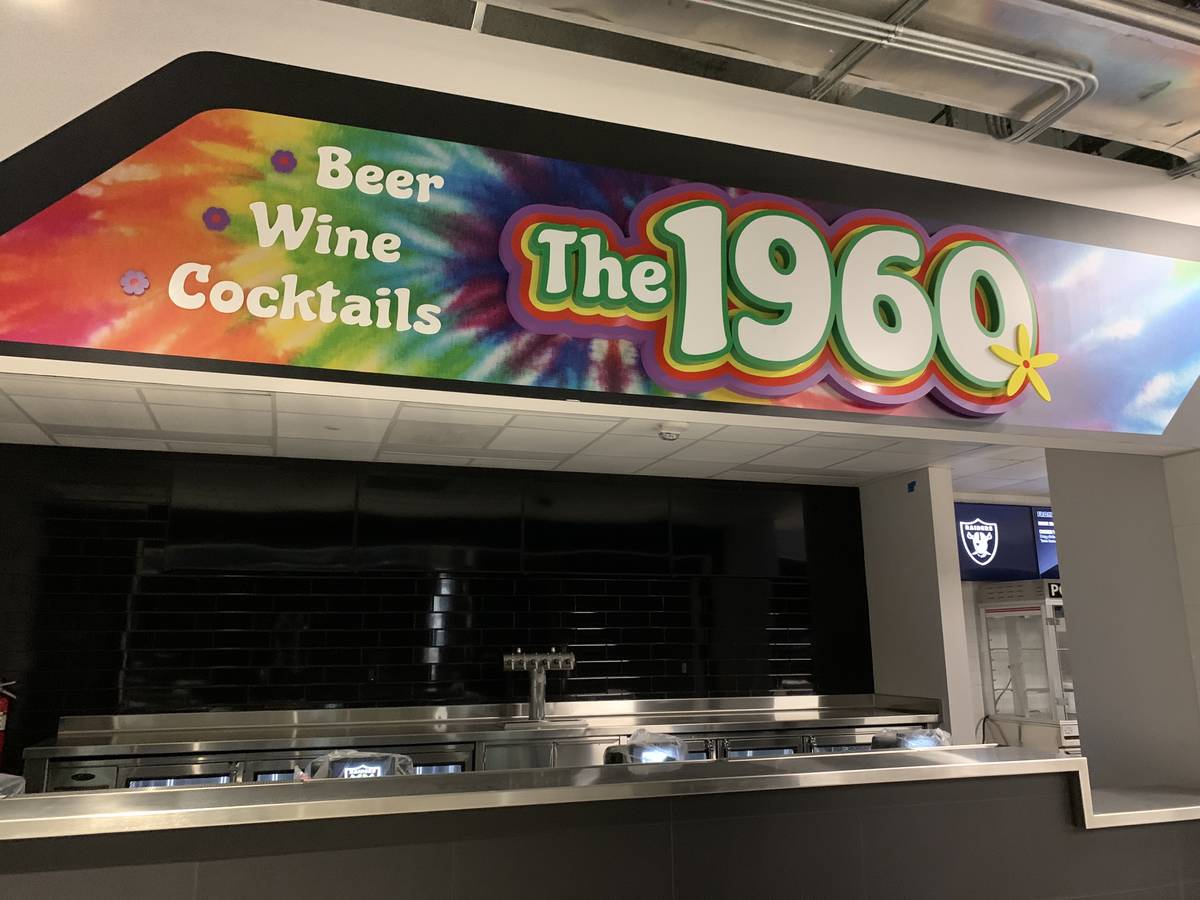 Beer
Wine
Cocktails
The 1960
RAIDERS